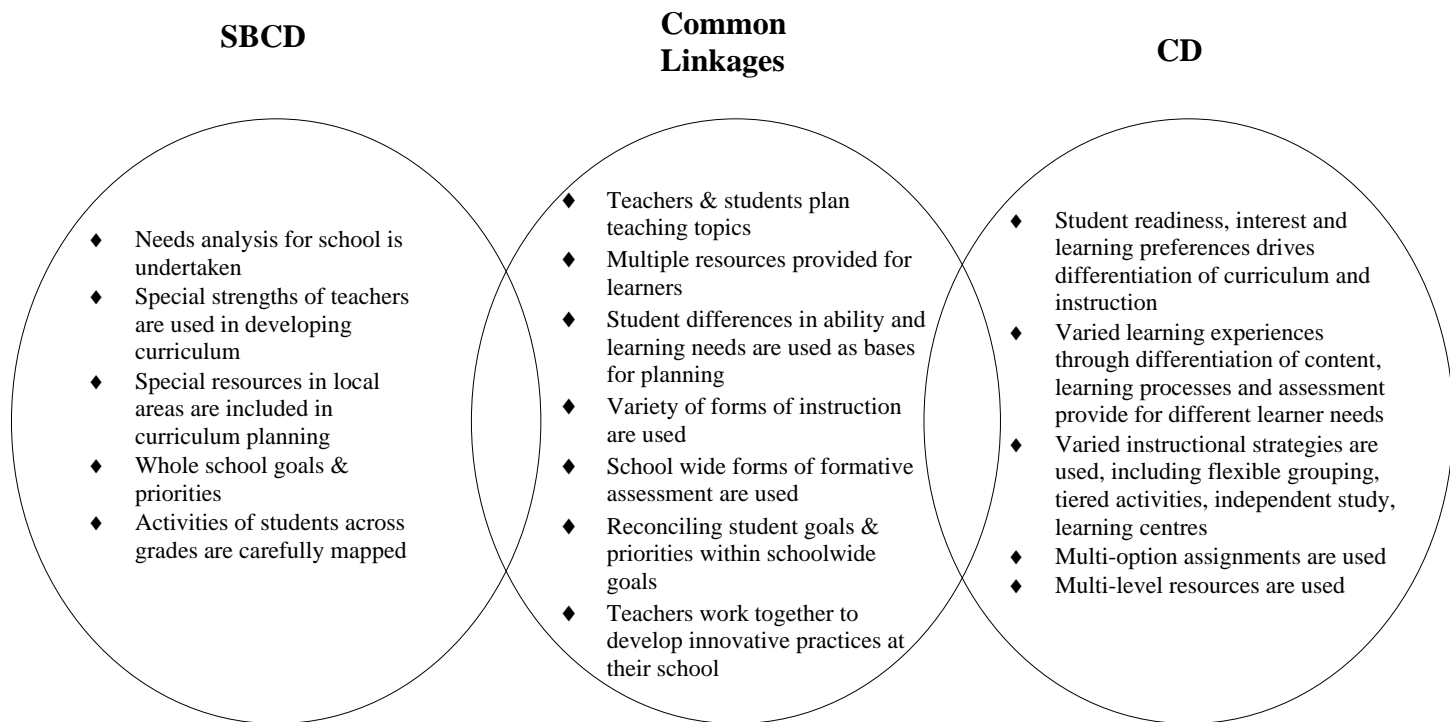 SBCD
Common
Linkages
CD
♦ Needs analysis for school is
undertaken
♦ Special strengths of teachers
are used in developing
curriculum
♦ Special resources in local
areas are included in
curriculum planning
♦ Whole school goals &
priorities
♦ Activities of students across
grades are carefully mapped
♦ Teachers & students plan
teaching topics
♦ Multiple resources provided for
learners
♦ Student differences in ability and
learning needs are used as bases
for planning
♦ Variety of forms of instruction
are used
♦ School wide forms of formative
assessment are used
♦ Reconciling student goals &
priorities within schoolwide
goals
♦ Teachers work together to
develop innovative practices at
their school
♦ Student readiness, interest and
learning preferences drives
differentiation of curriculum and
instruction
♦ Varied learning experiences
through differentiation of content,
learning processes and assessment
provide for different learner needs
♦ Varied instructional strategies are
used, including flexible grouping,
tiered activities, independent study,
learning centres
♦ Multi-option assignments are used
♦ Multi-level resources are used